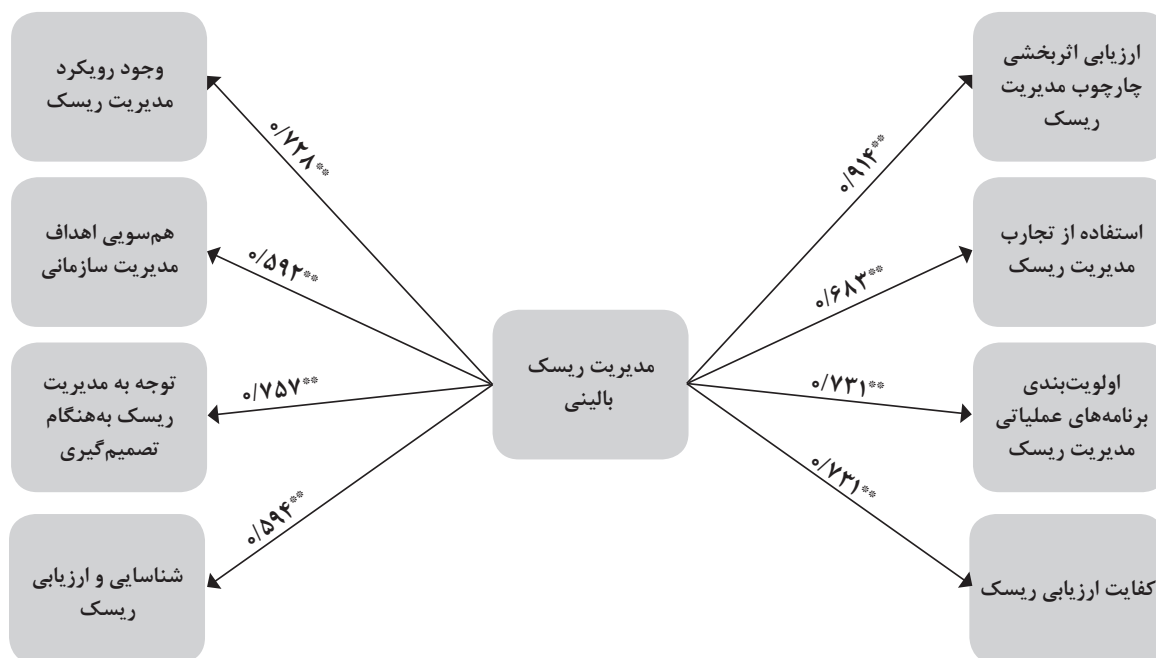 ارزیابی اثربخشی
چارچوب مدیریت
ریسک
استفاده از تجارب
مدیریت ریسک
اولویت‌بندی
برنامه‌های عملیاتی
مدیریت ریسک
کفایت ارزیابی ریسک
۰/۹۱۴**
۰/۶۸۳**
۰/۷۳۱**
۰/۷۳۱**
مدیریت ریسک
بالینی
۰/۷۲۸**
۰/۵۹۲**
۰/۷۵۷**
۰/۵۹۴**
وجود رویکرد
مدیریت ریسک
هم‌سویی اهداف
مدیریت سازمانی
توجه به مدیریت
ریسک به‌هنگام
تصمیم‌گیری
شناسایی و ارزیابی
ریسک